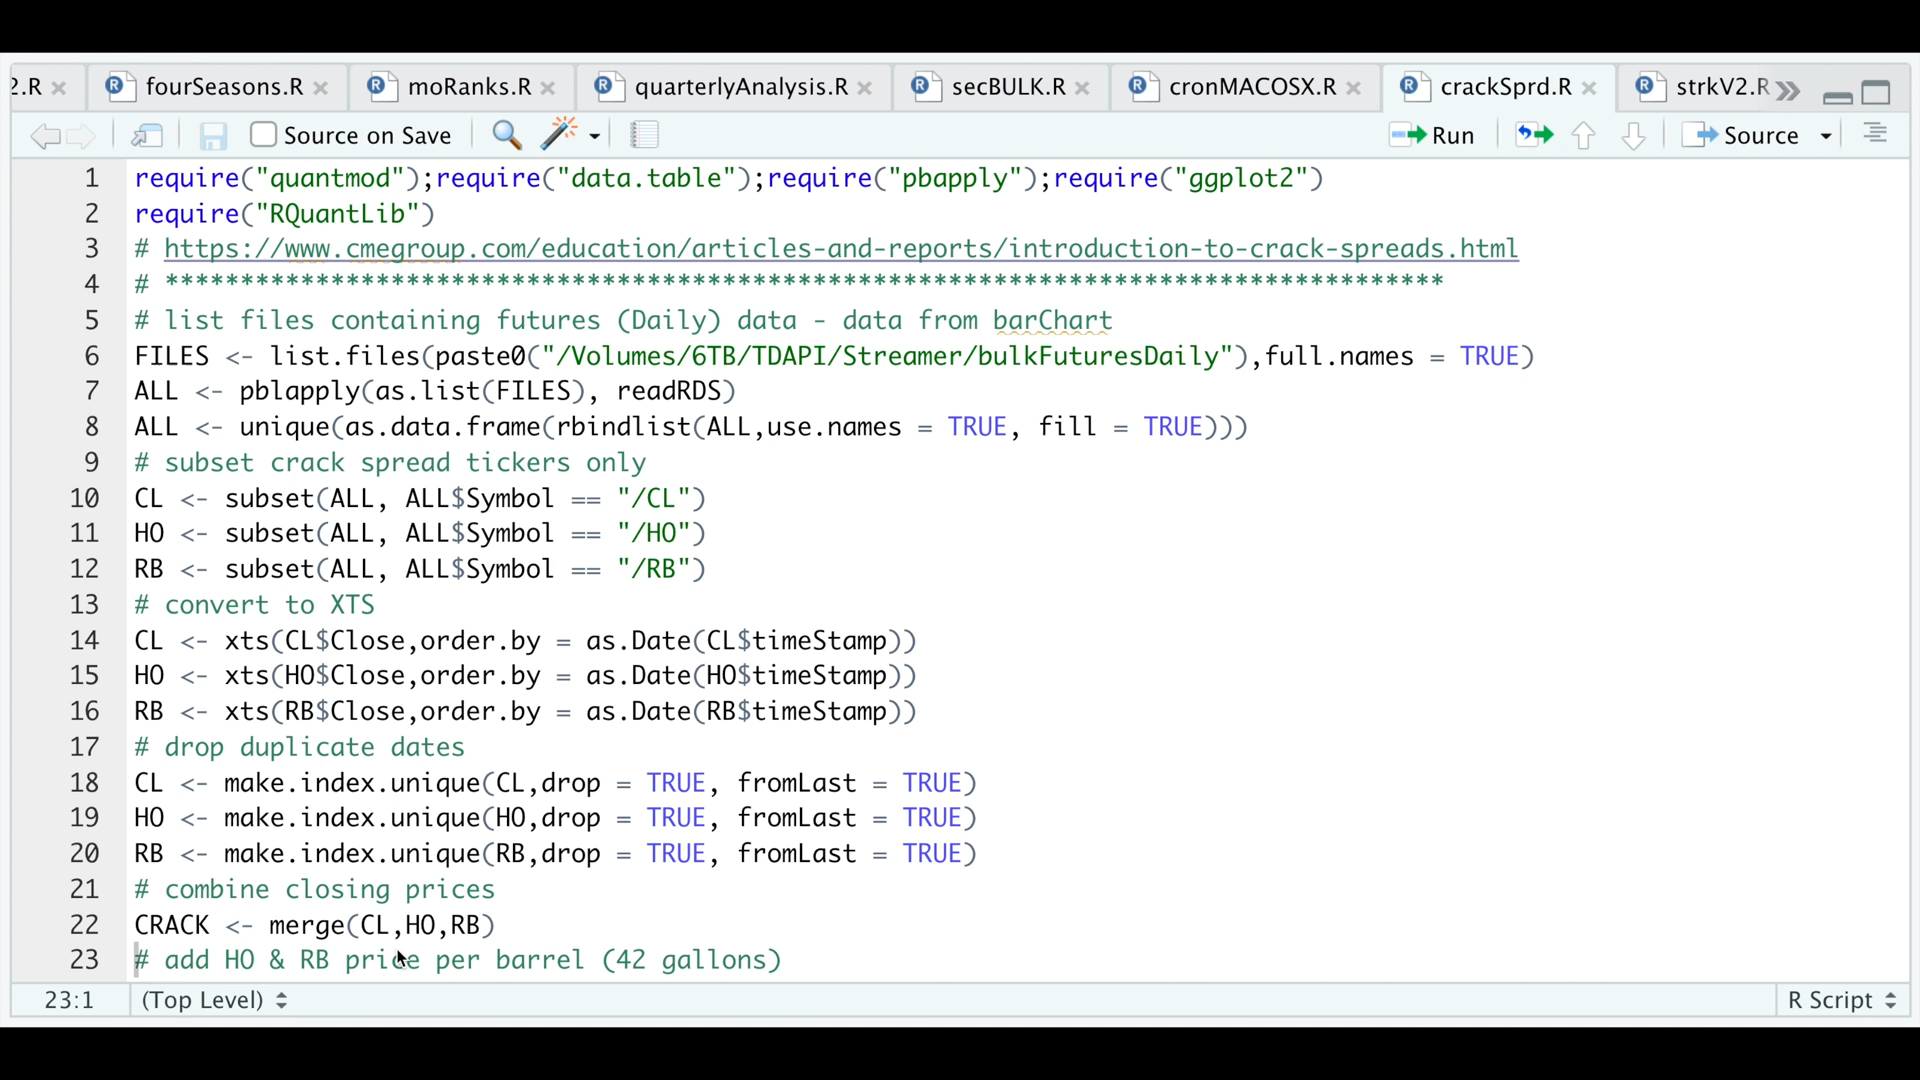 2.R fourSeasons.R moRanks.R quarterlyAnalysis.R secBULK.R cronMACOSX.R crackSprd.R strkV2.R
Source on Save Run Source
1 require("quantmod");require("data.table");require("pbapply");require("ggplot2")
2 require("RQuantLib")
3 # https://www.cmegroup.com/education/articles-and-reports/introduction-to-crack-spreads.html
4 # *************************************************************************************
5 # list files containing futures (Daily) data - data from barChart
6 FILES <- list.files(paste0("/Volumes/6TB/TDAPI/Streamer/bulkFuturesDaily"),full.names = TRUE)
7 ALL <- pblapply(as.list(FILES), readRDS)
8 ALL <- unique(as.data.frame(rbindlist(ALL,use.names = TRUE, fill = TRUE)))
9 # subset crack spread tickers only
10 CL <- subset(ALL, ALL$Symbol == "/CL")
11 HO <- subset(ALL, ALL$Symbol == "/HO")
12 RB <- subset(ALL, ALL$Symbol == "/RB")
13 # convert to XTS
14 CL <- xts(CL$Close,order.by = as.Date(CL$timeStamp))
15 HO <- xts(HO$Close,order.by = as.Date(HO$timeStamp))
16 RB <- xts(RB$Close,order.by = as.Date(RB$timeStamp))
17 # drop duplicate dates
18 CL <- make.index.unique(CL,drop = TRUE, fromLast = TRUE)
19 HO <- make.index.unique(HO,drop = TRUE, fromLast = TRUE)
20 RB <- make.index.unique(RB,drop = TRUE, fromLast = TRUE)
21 # combine closing prices
22 CRACK <- merge(CL,HO,RB)
23 # add HO & RB price per barrel (42 gallons)
23:1 (Top Level) R Script